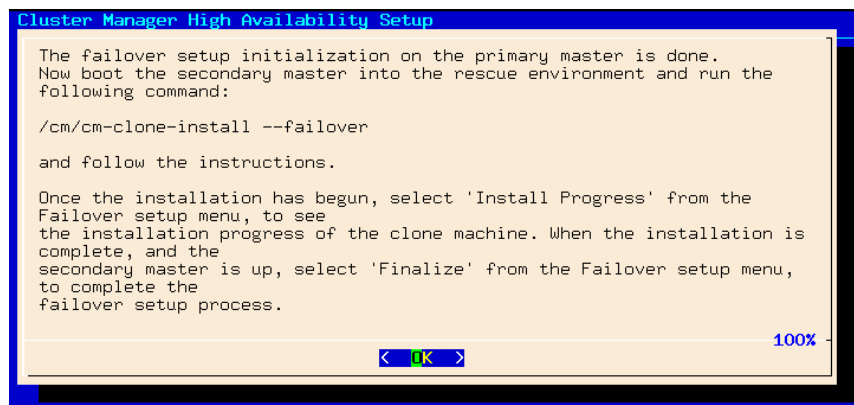 Cluster Manager High Availability Setup
The failover setup initialization on the primary master is done.
Now boot the secondary master into the rescue environment and run the
following command:
/cm/cm-clone-install --failover
and follow the instructions.
Once the installation has begun, select 'Install Progress' from the
Failover setup menu, to see
the installation progress of the clone machine. When the installation is
complete, and the
secondary master is up, select 'Finalize' from the Failover setup menu,
to complete the
failover setup process.
100%
< OK >